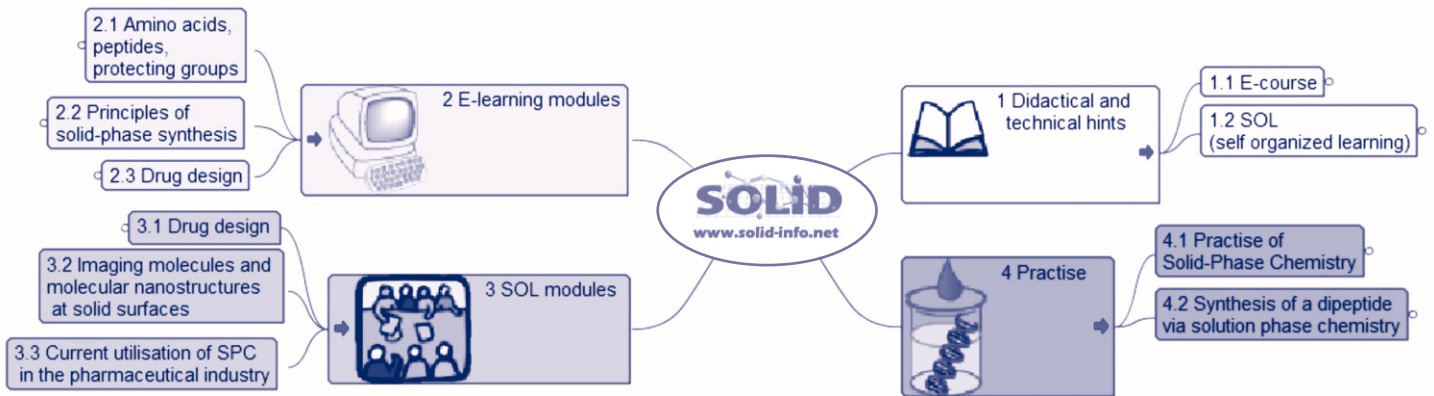 2.1 Amino acids,
peptides,
protecting groups
2.2 Principles of
solid-phase synthesis
2.3 Drug design
2 E-learning modules
1 Didactical and
technical hints
1.1 E-course
1.2 SOL
(self organized learning)
SOLiD
www.solid-info.net
3.1 Drug design
3.2 Imaging molecules and
molecular nanostructures
at solid surfaces
3.3 Current utilisation of SPC
in the pharmaceutical industry
3 SOL modules
4 Practise
4.1 Practise of
Solid-Phase Chemistry
4.2 Synthesis of a dipeptide
via solution phase chemistry